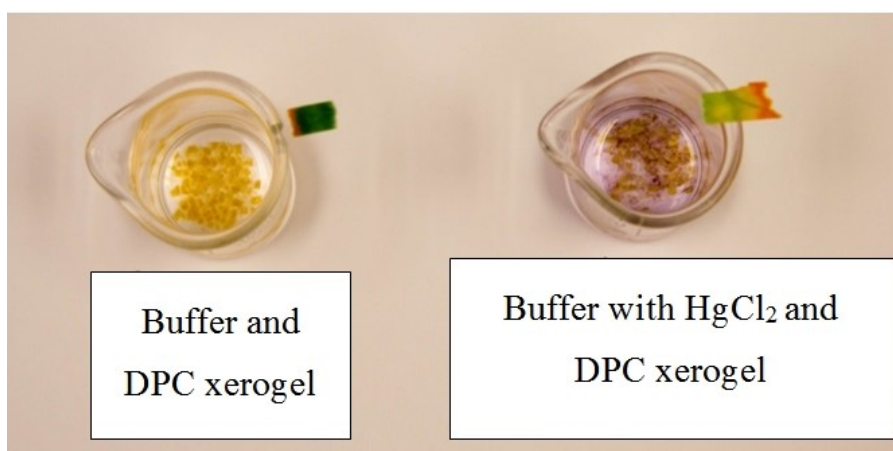 Buffer and
DPC xerogel
Buffer with HgCl₂ and
DPC xerogel